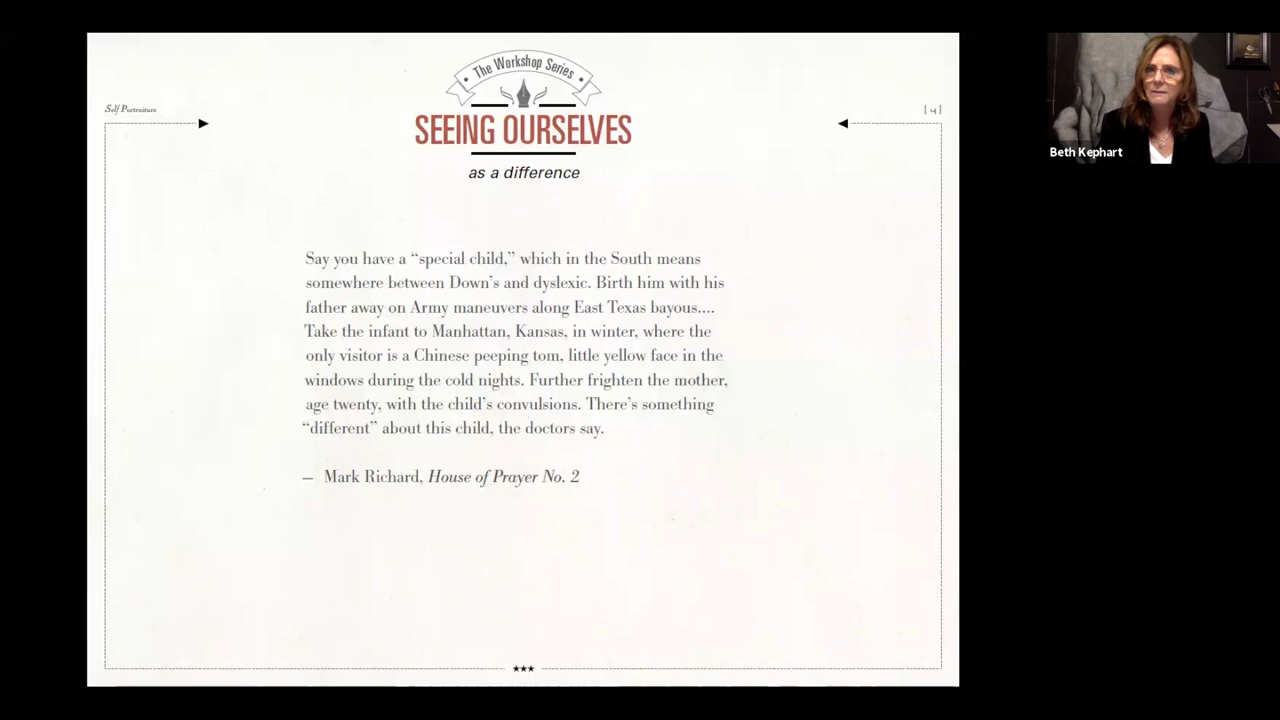 The Workshop Series
Self Portraiture
[ 14 ]
SEEING OURSELVES
as a difference
Say you have a “special child,” which in the South means
somewhere between Down’s and dyslexic. Birth him with his
father away on Army maneuvers along East Texas bayous....
Take the infant to Manhattan, Kansas, in winter, where the
only visitor is a Chinese peeping tom, little yellow face in the
windows during the cold nights. Further frighten the mother,
age twenty, with the child’s convulsions. There’s something
“different” about this child, the doctors say.
— Mark Richard, House of Prayer No. 2
Beth Kephart